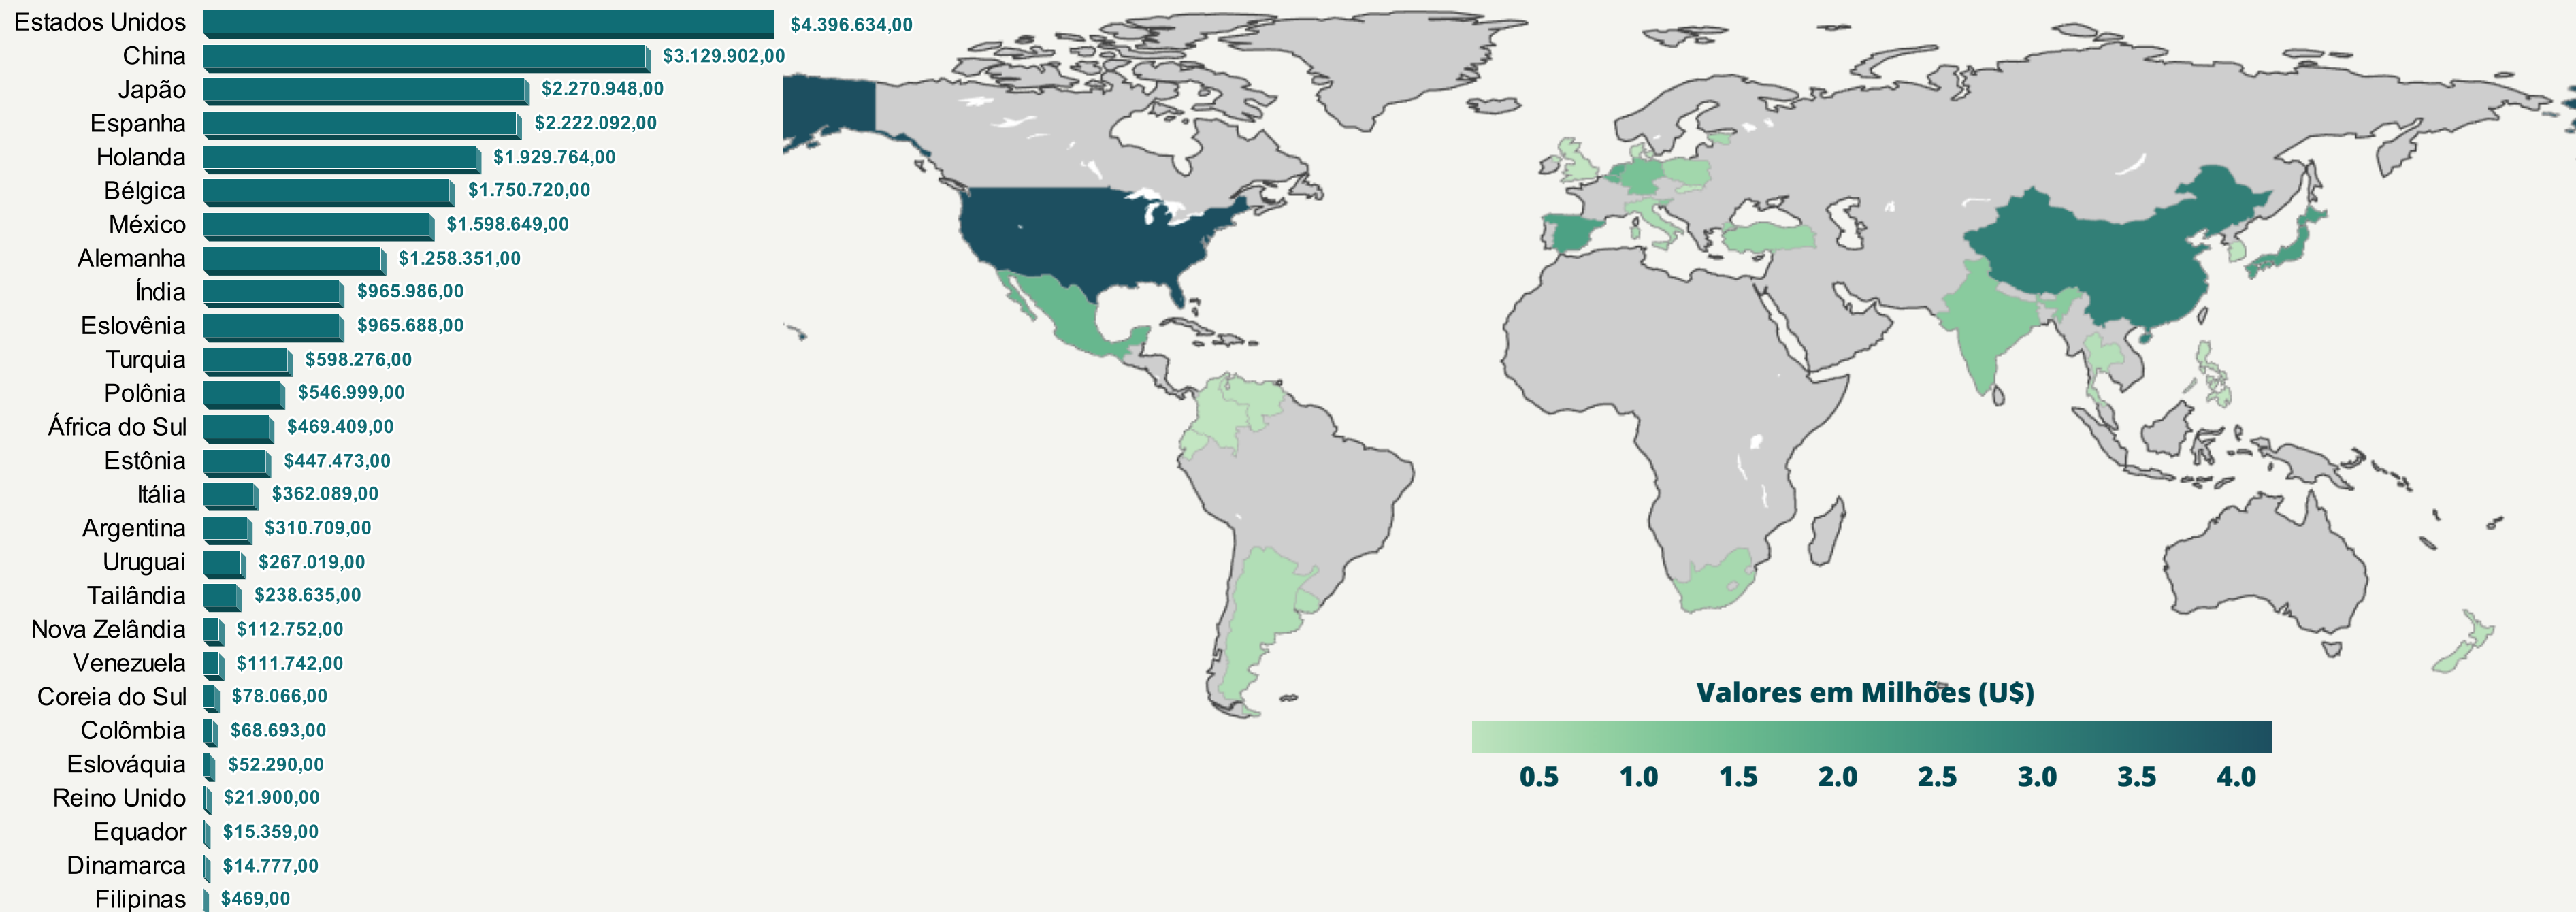 Estados Unidos $4.396.634,00
China $3.129.902,00
Japão $2.270.948,00
Espanha $2.222.092,00
Holanda $1.929.764,00
Bélgica $1.750.720,00
México $1.598.649,00
Alemanha $1.258.351,00
Índia $965.986,00
Eslovênia $965.688,00
Turquia $598.276,00
Polônia $546.999,00
África do Sul $469.409,00
Estônia $447.473,00
Itália $362.089,00
Argentina $310.709,00
Uruguai $267.019,00
Tailândia $238.635,00
Nova Zelândia $112.752,00
Venezuela $111.742,00
Coreia do Sul $78.066,00
Colômbia $68.693,00
Eslováquia $52.290,00
Reino Unido $21.900,00
Equador $15.359,00
Dinamarca $14.777,00
Filipinas $469,00
Valores em Milhões (U$)
0.5 1.0 1.5 2.0 2.5 3.0 3.5 4.0